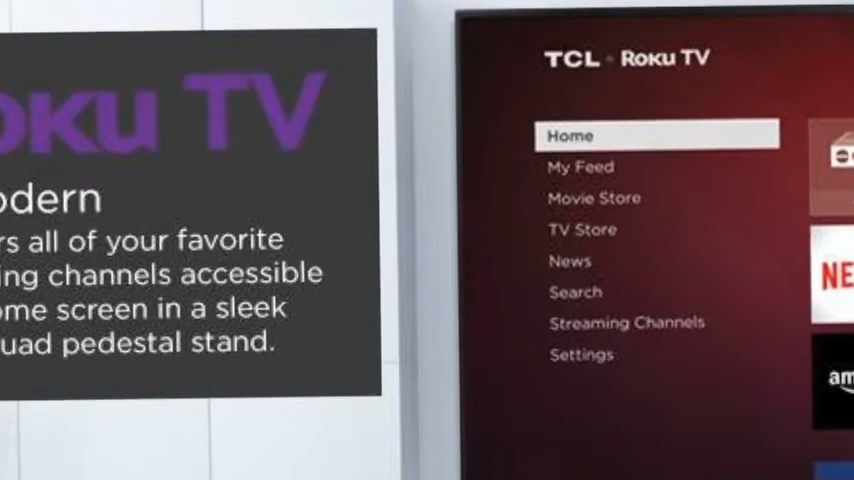 oku TV
odern
rs all of your favorite
ing channels accessible
ome screen in a sleek
uad pedestal stand.
TCL Roku TV
Home
My Feed
Movie Store
TV Store
News
Search
Streaming Channels
Settings
NE
am